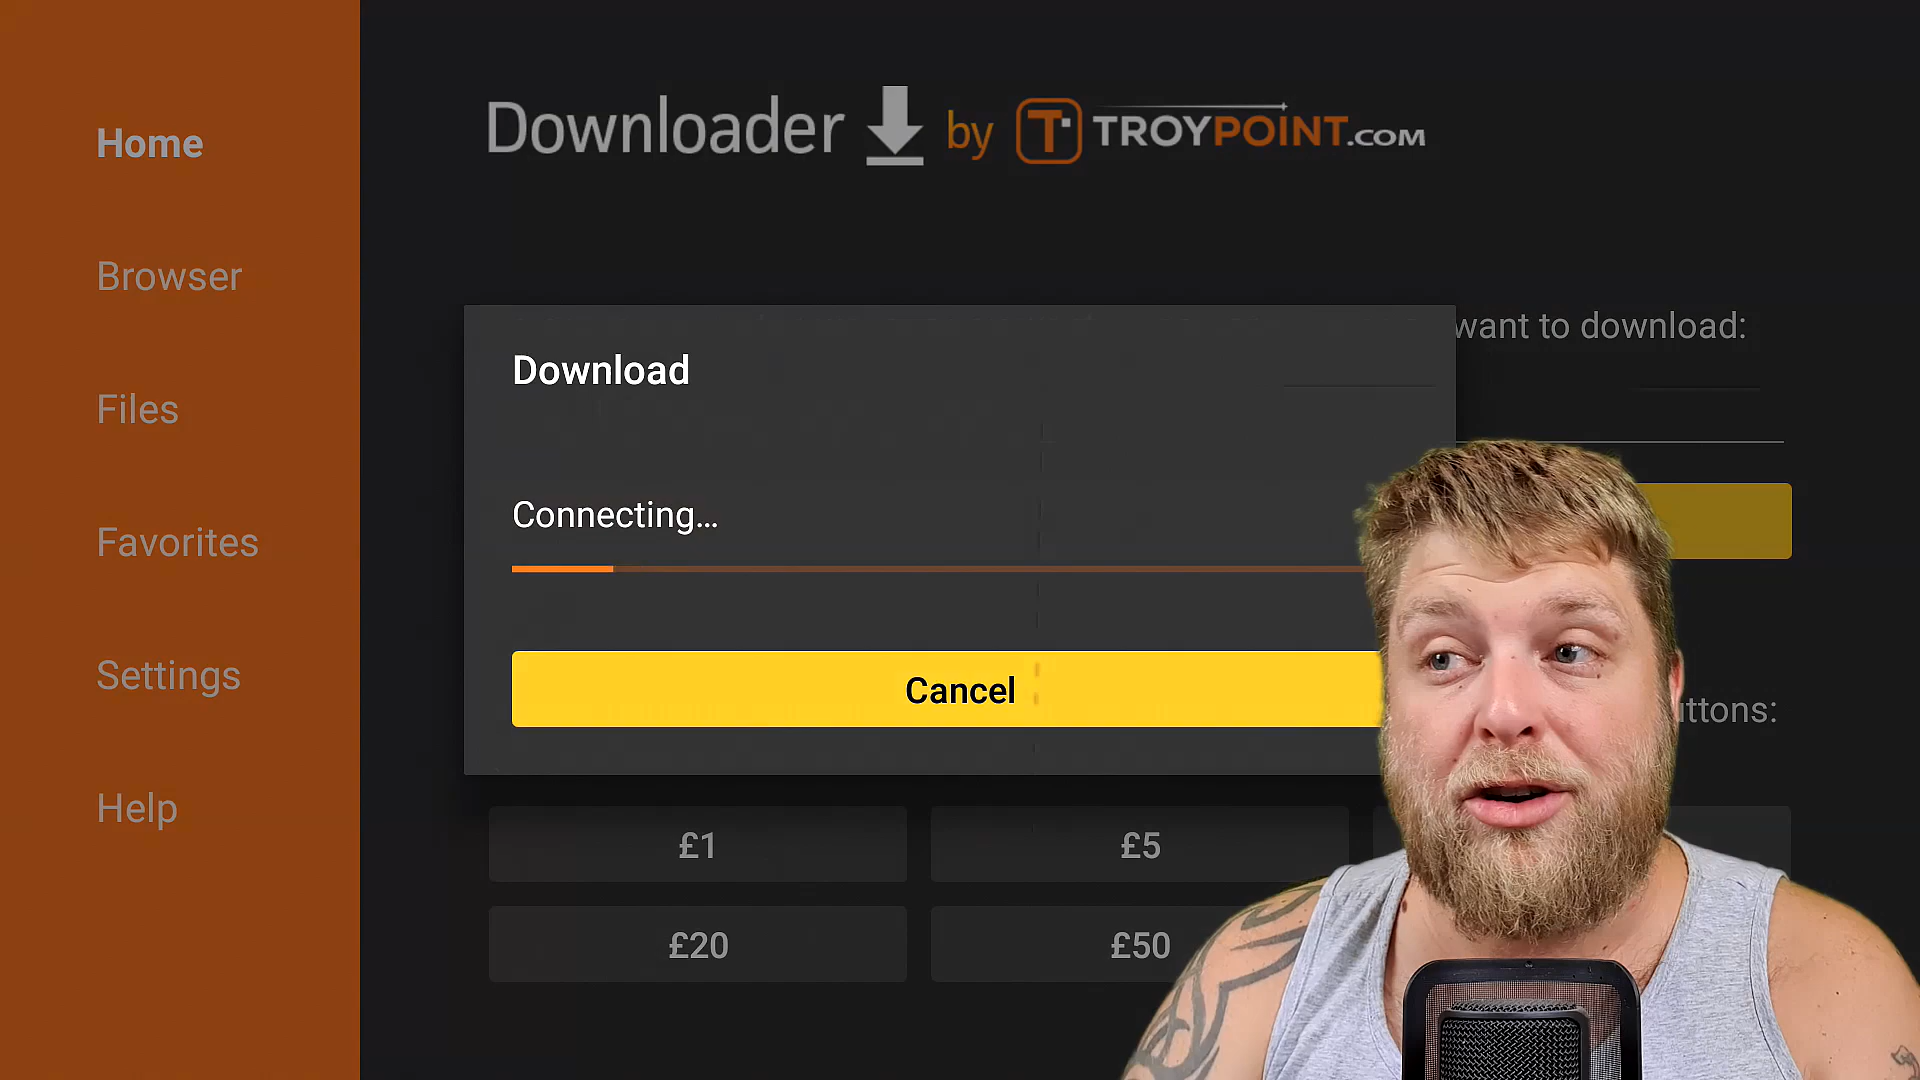 Home
Browser
Files
Favorites
Settings
Help
Downloader by TROYPOINT.COM
want to download:
Download
Connecting...
Cancel
uttons:
£1 £5
£20 £50